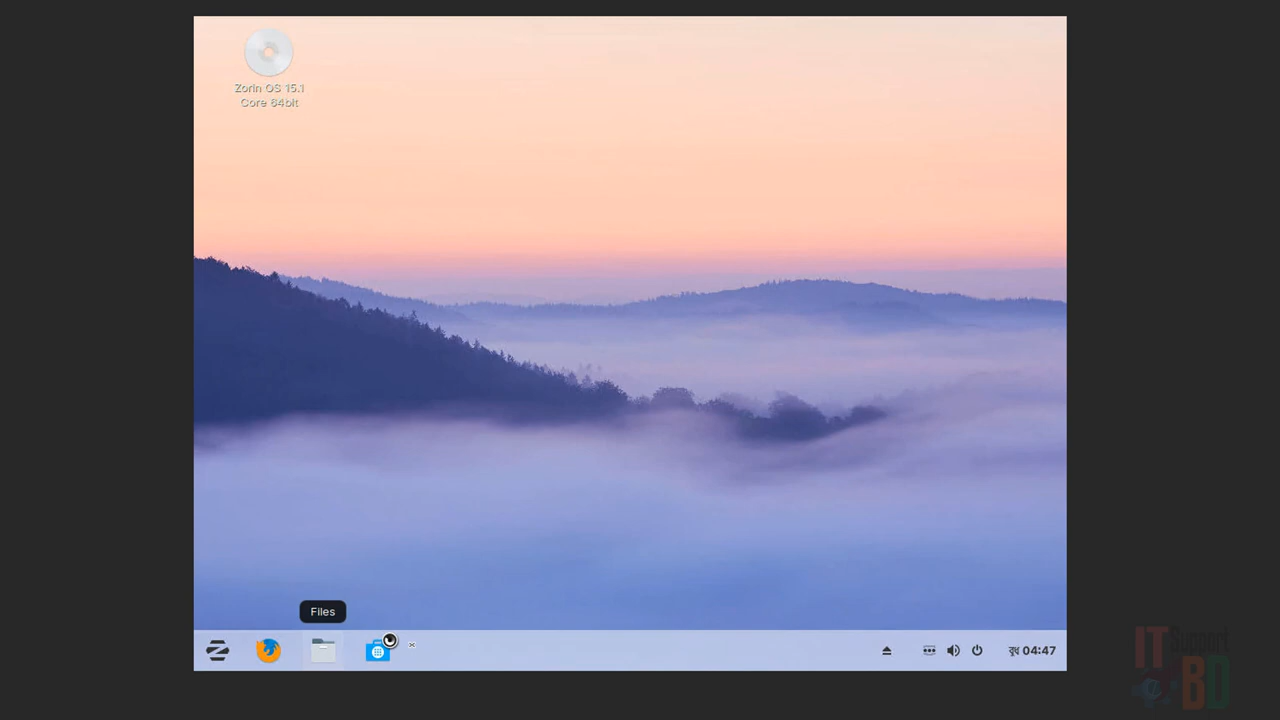 Zorin OS 15.1
Core 64bit
Files
বুধ 04:47
IT Support
BD